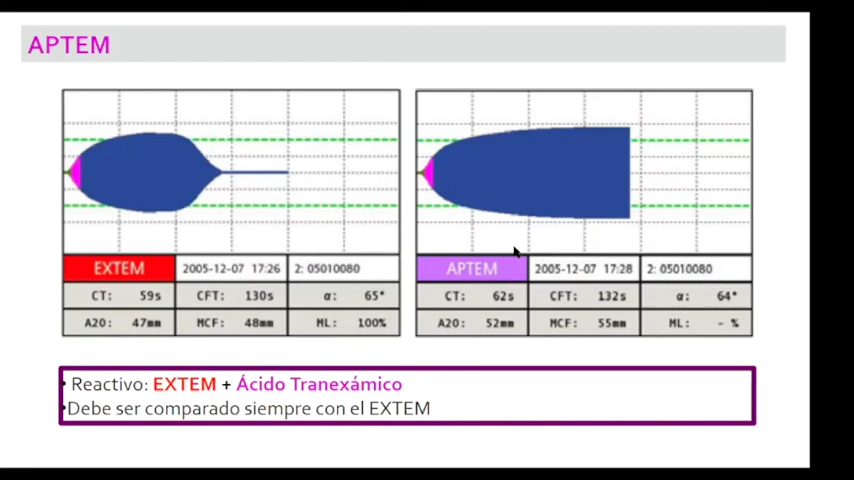 APTEM
EXTEM 2005-12-07 17:26 2: 05010080
CT: 59s CFT: 130s α: 65°
A20: 47mm MCF: 48mm ML: 100%
APTEM 2005-12-07 17:28 2: 05010080
CT: 62s CFT: 132s α: 64°
A20: 52mm MCF: 55mm ML: - %
• Reactivo: EXTEM + Ácido Tranexámico
•Debe ser comparado siempre con el EXTEM